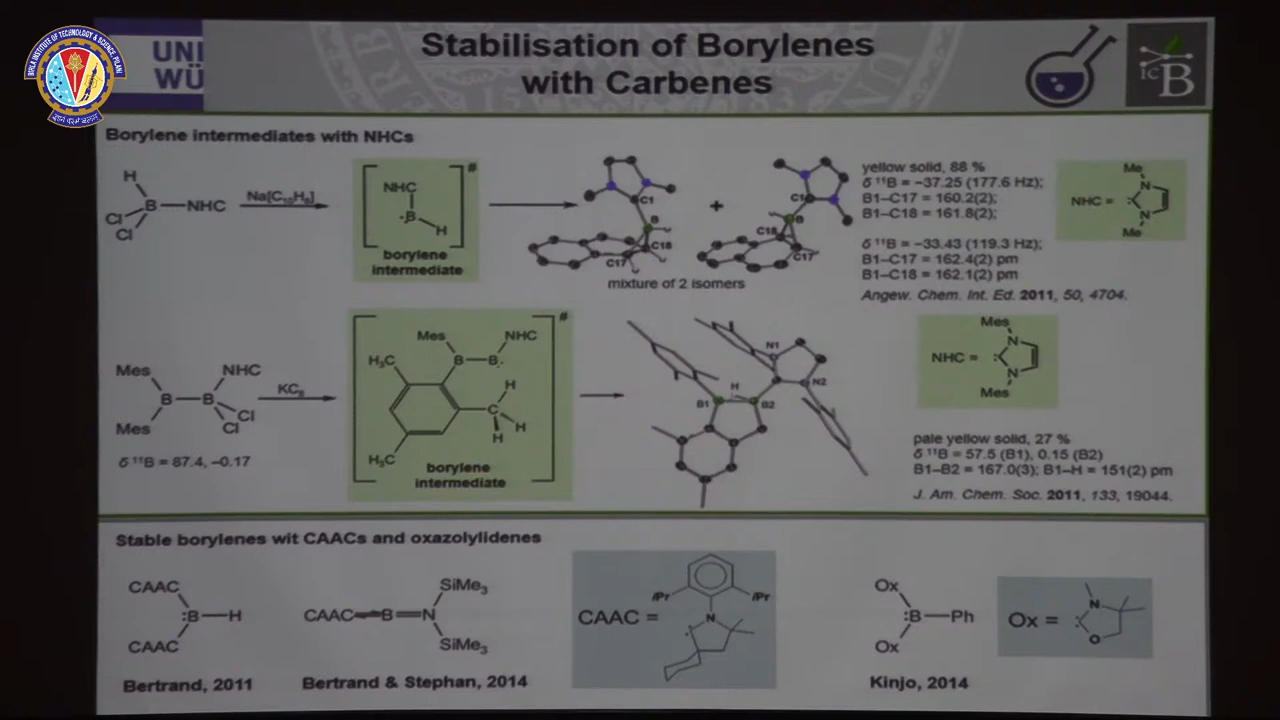 BIRLA INSTITUTE OF TECHNOLOGY & SCIENCE PILANI
UNI
WÜ
Stabilisation of Borylenes
with Carbenes
IC B
Borylene intermediates with NHCs
H
B
NHC
Cl
Cl
Na[C10H8]
NHC
B
H
#
borylene
intermediate
C1
B
C18
C17
+
C1
B
C18
C17
mixture of 2 isomers
yellow solid, 88 %
δ 11B = −37.25 (177.6 Hz);
B1–C17 = 160.2(2);
B1–C18 = 161.8(2);
δ 11B = −33.43 (119.3 Hz);
B1–C17 = 162.4(2) pm
B1–C18 = 162.1(2) pm
Angew. Chem. Int. Ed. 2011, 50, 4704.
NHC =
Me
N
:
N
Me
Mes
B
B
NHC
Cl
Cl
Mes
KC8
δ 11B = 87.4, −0.17
Mes
NHC
B
B
H3C
H
C
H
H
H3C
#
borylene
intermediate
N1
N2
H
B1
B2
NHC =
Mes
N
:
N
Mes
pale yellow solid, 27 %
δ 11B = 57.5 (B1), 0.15 (B2)
B1–B2 = 167.0(3); B1–H = 151(2) pm
J. Am. Chem. Soc. 2011, 133, 19044.
Stable borylenes wit CAACs and oxazolylidenes
CAAC
:B
H
CAAC
Bertrand, 2011
SiMe3
CAAC
B
N
SiMe3
Bertrand & Stephan, 2014
CAAC =
iPr
iPr
N
:
Ox
:B
Ph
Ox
Kinjo, 2014
Ox =
N
:
O